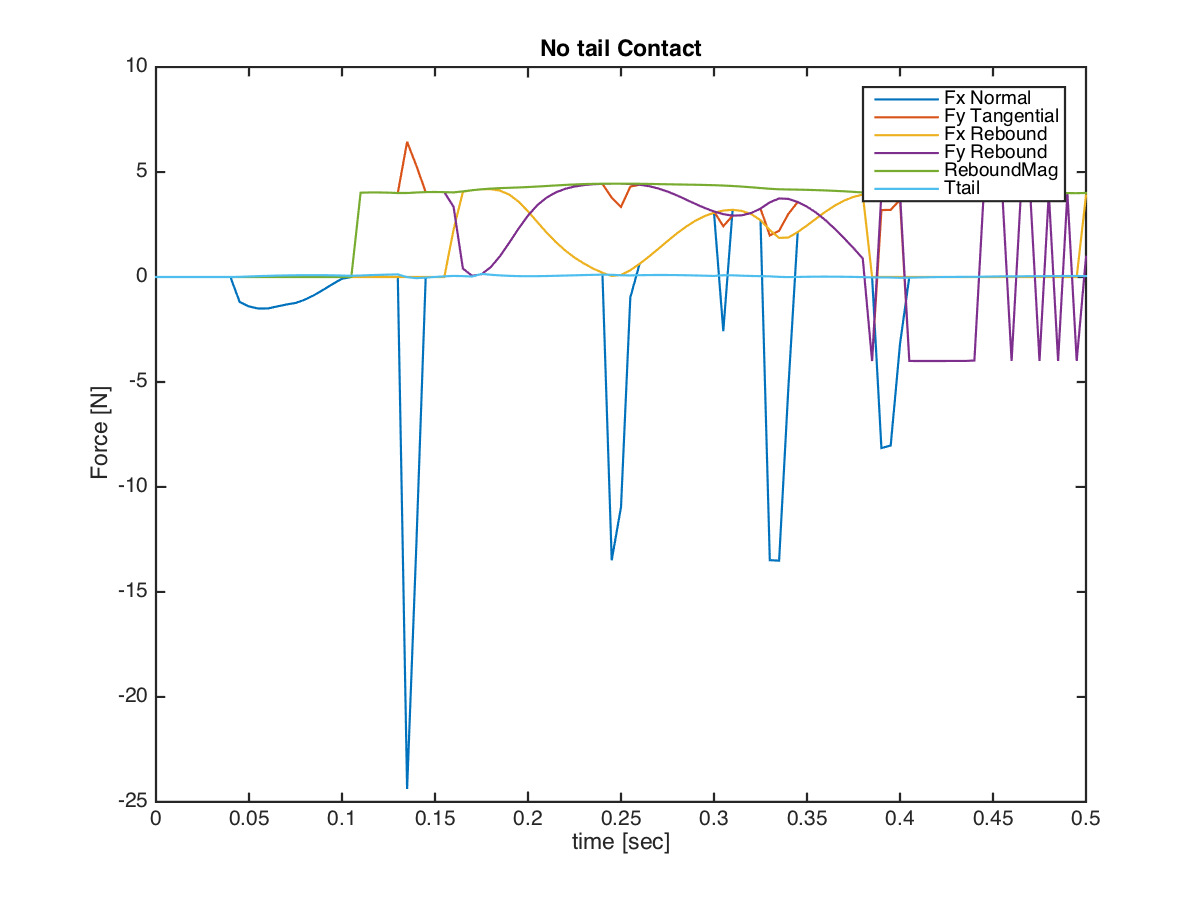 No tail Contact
10
5
0
-5
-10
-15
-20
-25
Force [N]
Fx Normal
Fy Tangential
Fx Rebound
Fy Rebound
ReboundMag
Ttail
0 0.05 0.1 0.15 0.2 0.25 0.3 0.35 0.4 0.45 0.5
time [sec]